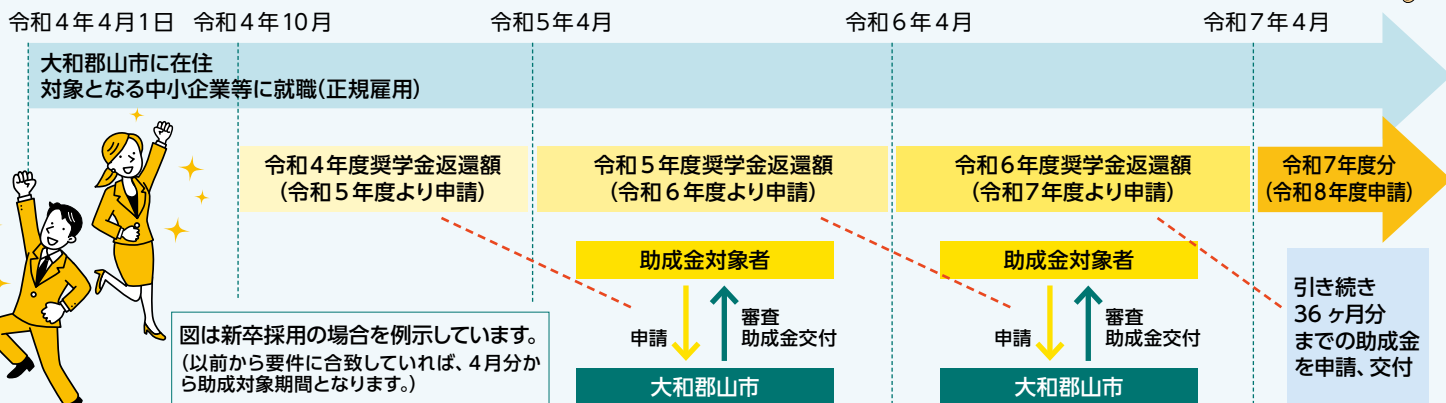 令和4年4月1日
令和4年10月
令和5年4月
令和6年4月
令和7年4月
大和郡山市に在住
対象となる中小企業等に就職(正規雇用)
令和4年度奨学金返還額
(令和5年度より申請)
令和5年度奨学金返還額
(令和6年度より申請)
令和6年度奨学金返還額
(令和7年度より申請)
令和7年度分
(令和8年度申請)
助成金対象者
申請
審査
助成金交付
大和郡山市
助成金対象者
申請
審査
助成金交付
大和郡山市
引き続き
36ヶ月分
までの助成金
を申請、交付
図は新卒採用の場合を例示しています。
(以前から要件に合致していれば、4月分か
ら助成対象期間となります。)